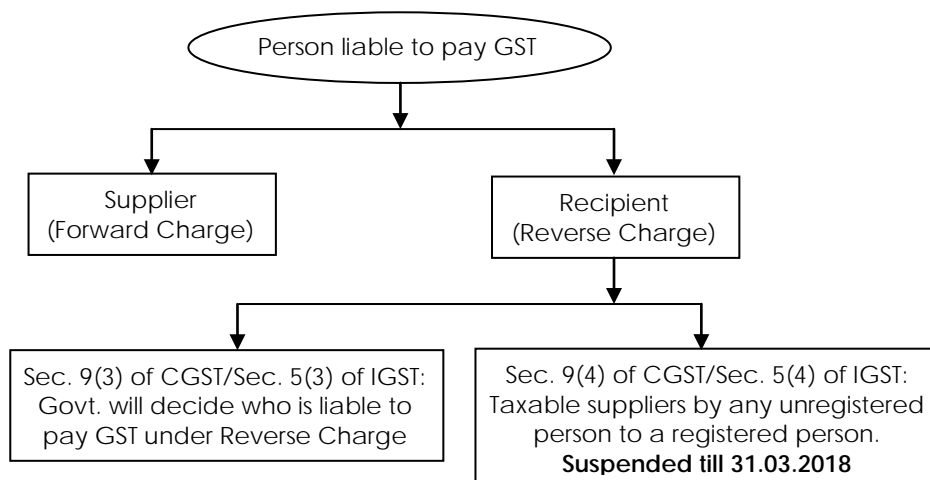 Person liable to pay GST
Supplier
(Forward Charge)
Recipient
(Reverse Charge)
Sec. 9(3) of CGST/Sec. 5(3) of IGST:
Govt. will decide who is liable to
pay GST under Reverse Charge
Sec. 9(4) of CGST/Sec. 5(4) of IGST:
Taxable suppliers by any unregistered
person to a registered person.
Suspended till 31.03.2018